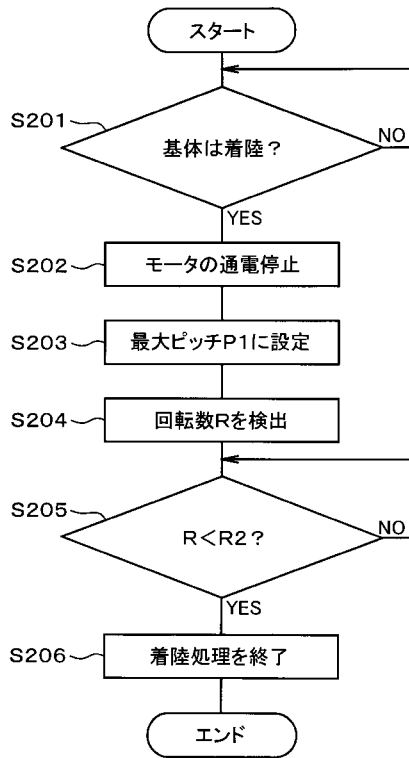 スタート
S201
基体は着陸?
NO
YES
S202
モータの通電停止
S203
最大ピッチP1に設定
S204
回転数Rを検出
S205
R<R2?
NO
YES
S206
着陸処理を終了
エンド